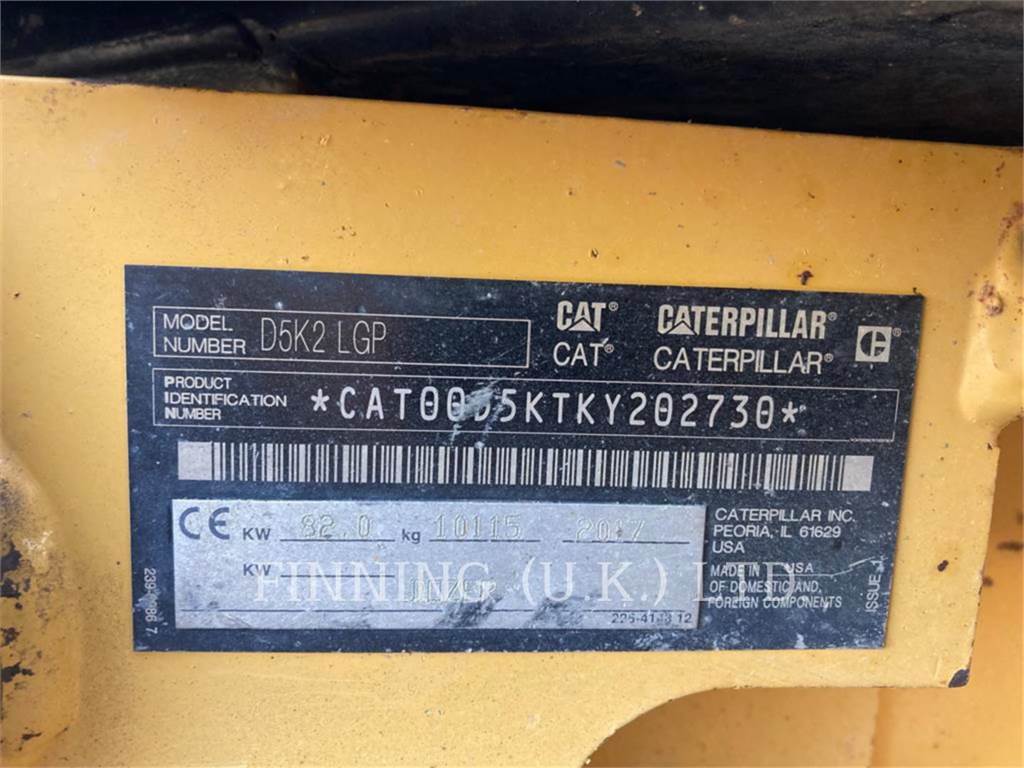 MODEL NUMBER D5K2 LGP
CAT® CATERPILLAR®
CAT® CATERPILLAR®
PRODUCT IDENTIFICATION NUMBER *CAT00D5KTKY202730*
CE KW 82.0 kg 10115 2017
KW
CATERPILLAR INC.
PEORIA, IL 61629
USA
MADE IN USA
OF DOMESTIC AND
FOREIGN COMPONENTS
FINNING (U.K.) LTD.